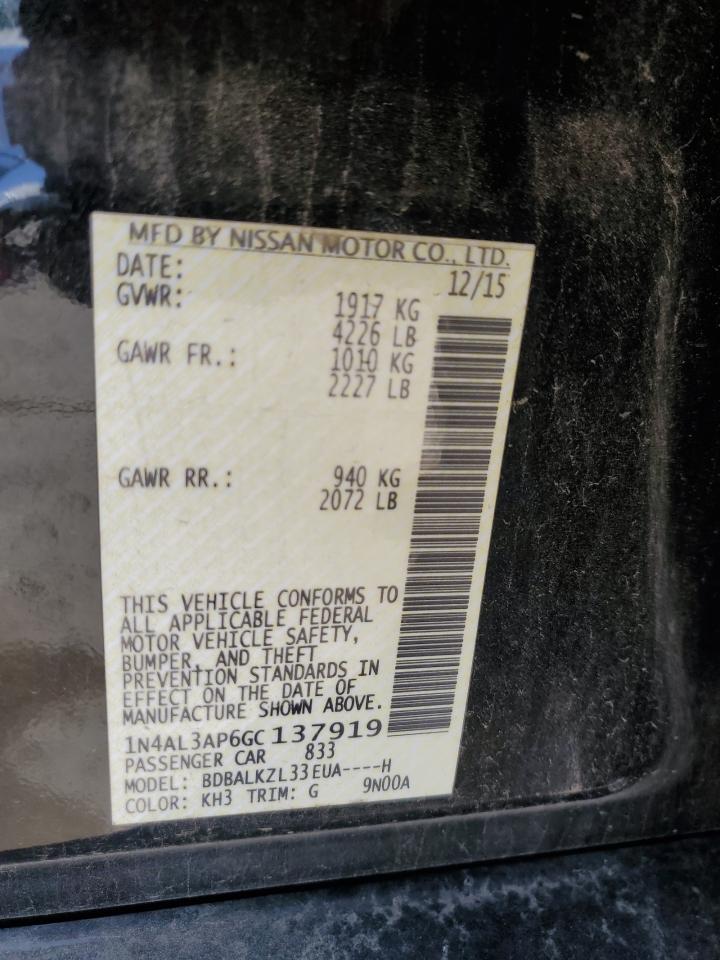 MFD BY NISSAN MOTOR CO., LTD.
DATE: 12/15
GVWR: 1917 KG
4226 LB
GAWR FR.: 1010 KG
2227 LB
GAWR RR.: 940 KG
2072 LB
THIS VEHICLE CONFORMS TO
ALL APPLICABLE FEDERAL
MOTOR VEHICLE SAFETY,
BUMPER, AND THEFT
PREVENTION STANDARDS IN
EFFECT ON THE DATE OF
MANUFACTURE SHOWN ABOVE.
1N4AL3AP6GC137919
PASSENGER CAR 833
MODEL: BDBALKZL33EUA----H
COLOR: KH3 TRIM: G 9N00A